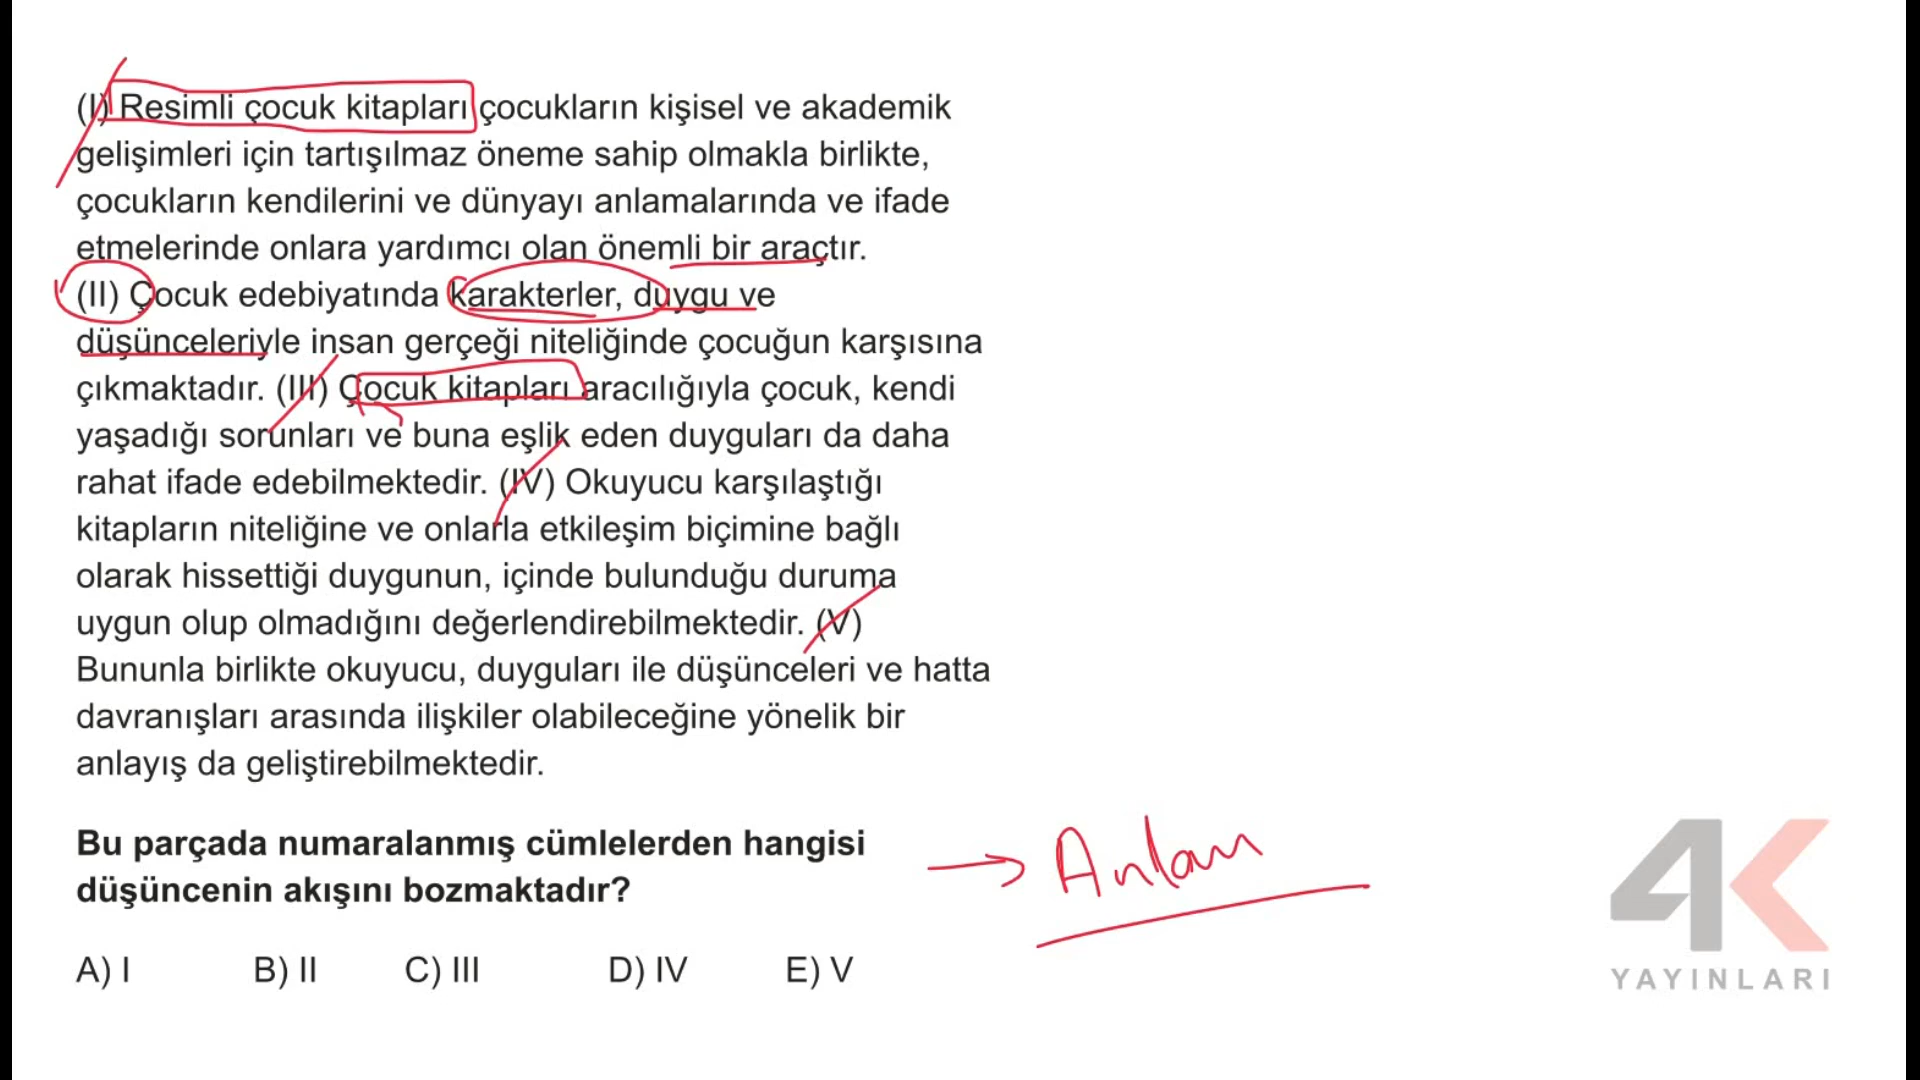 (I) Resimli çocuk kitapları çocukların kişisel ve akademik
gelişimleri için tartışılmaz öneme sahip olmakla birlikte,
çocukların kendilerini ve dünyayı anlamalarında ve ifade
etmelerinde onlara yardımcı olan önemli bir araçtır.
(II) Çocuk edebiyatında karakterler, duygu ve
düşünceleriyle insan gerçeği niteliğinde çocuğun karşısına
çıkmaktadır. (III) Çocuk kitapları aracılığıyla çocuk, kendi
yaşadığı sorunları ve buna eşlik eden duyguları da daha
rahat ifade edebilmektedir. (IV) Okuyucu karşılaştığı
kitapların niteliğine ve onlarla etkileşim biçimine bağlı
olarak hissettiği duygunun, içinde bulunduğu duruma
uygun olup olmadığını değerlendirebilmektedir. (V)
Bununla birlikte okuyucu, duyguları ile düşünceleri ve hatta
davranışları arasında ilişkiler olabileceğine yönelik bir
anlayış da geliştirebilmektedir.
Bu parçada numaralanmış cümlelerden hangisi
düşüncenin akışını bozmaktadır?
Anlam
A) I B) II C) III D) IV E) V
4K
YAYINLARI